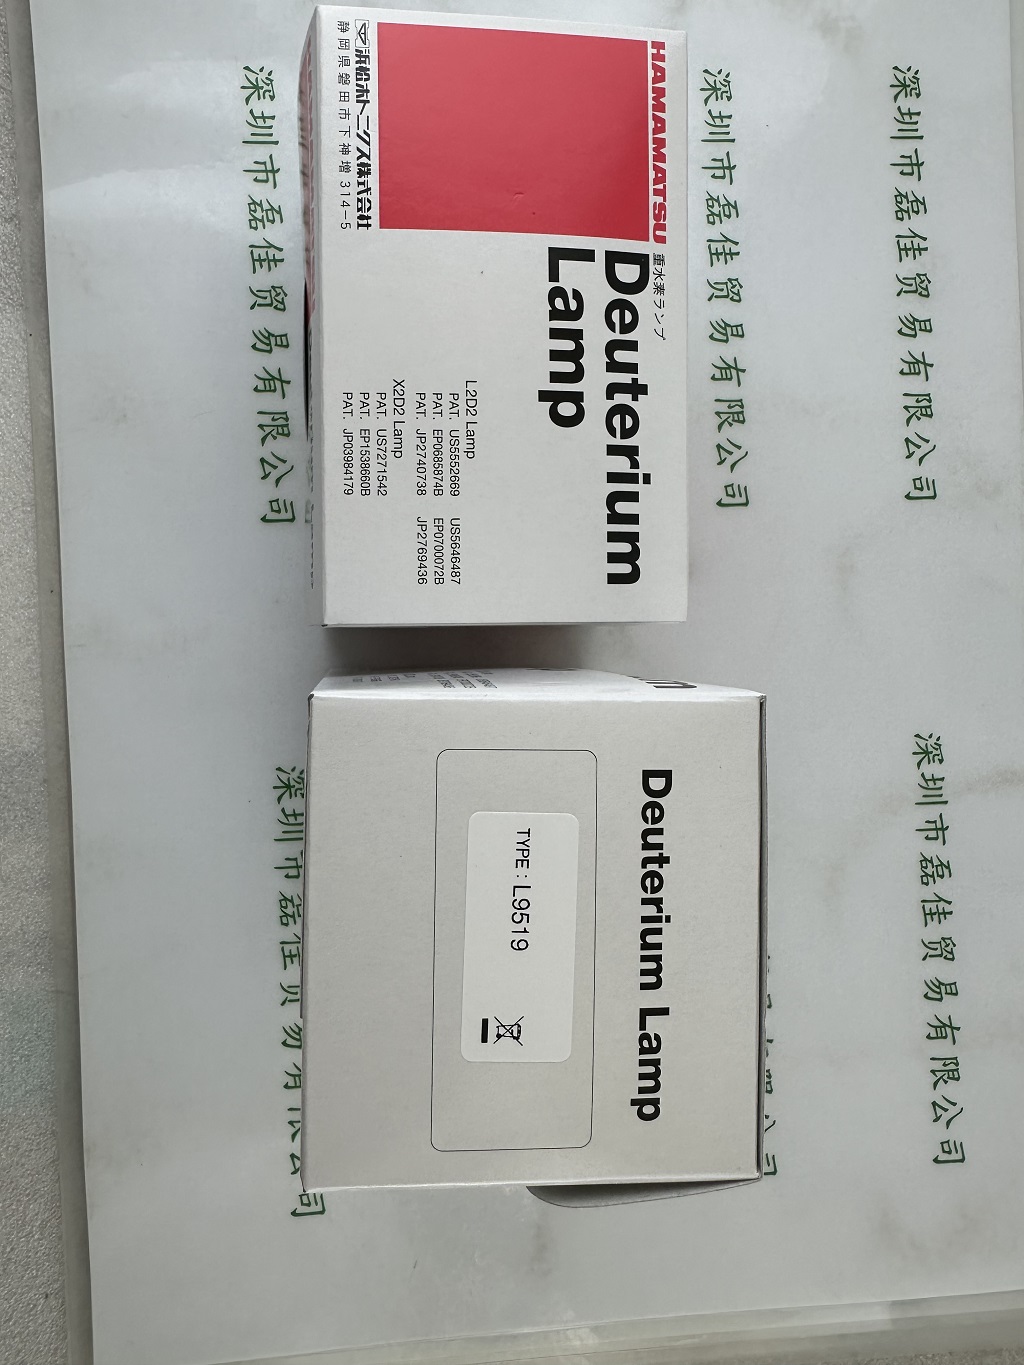 深圳市磊佳贸易有限公司
深圳市磊佳贸易有限公司
深圳市磊佳贸易有限公司
HAMAMATSU
重水素ランプ
Deuterium
Lamp
L2D2 Lamp
PAT. US5552669 US5646487
PAT. EP0685874B EP0700072B
PAT. JP2740738 JP2769436
X2D2 Lamp
PAT. US7271542
PAT. EP1538660B
PAT. JP03984179
浜松ホトニクス株式会社
静岡県磐田市下神増314-5
深圳市磊佳贸易有限公司
Deuterium Lamp
TYPE : L9519
深圳市磊佳